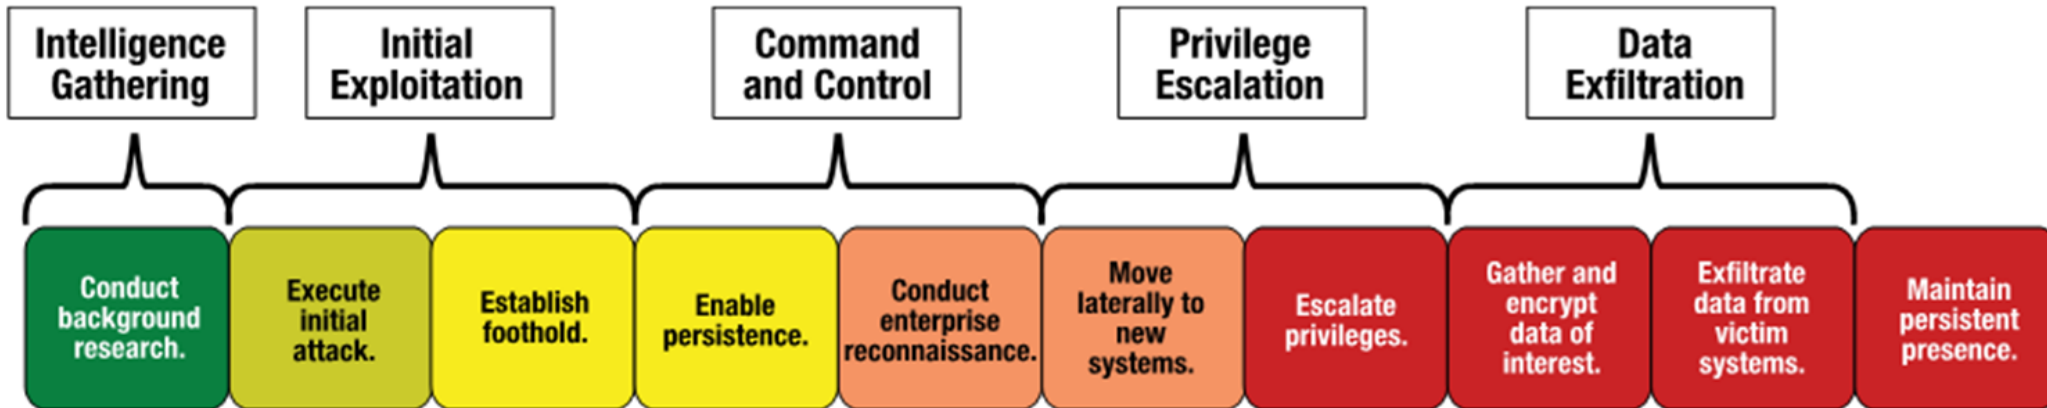 Intelligence
Gathering
Initial
Exploitation
Command
and Control
Privilege
Escalation
Data
Exfiltration
Conduct
background
research.
Execute
initial
attack.
Establish
foothold.
Enable
persistence.
Conduct
enterprise
reconnaissance.
Move
laterally to
new
systems.
Escalate
privileges.
Gather and
encrypt
data of
interest.
Exfiltrate
data from
victim
systems.
Maintain
persistent
presence.